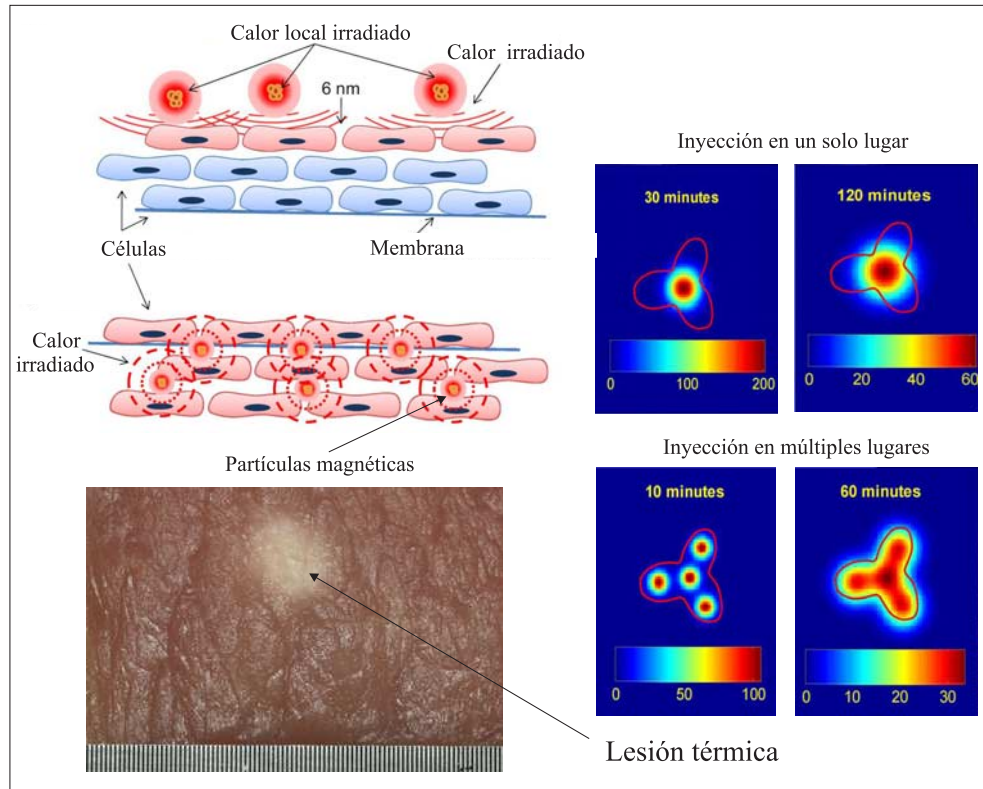 Calor local irradiado
Calor irradiado
6 nm
Células
Membrana
Calor
irradiado
Partículas magnéticas
Inyección en un solo lugar
30 minutes
0 100 200
120 minutes
0 20 40 60
Inyección en múltiples lugares
10 minutes
0 50 100
60 minutes
0 10 20 30
Lesión térmica